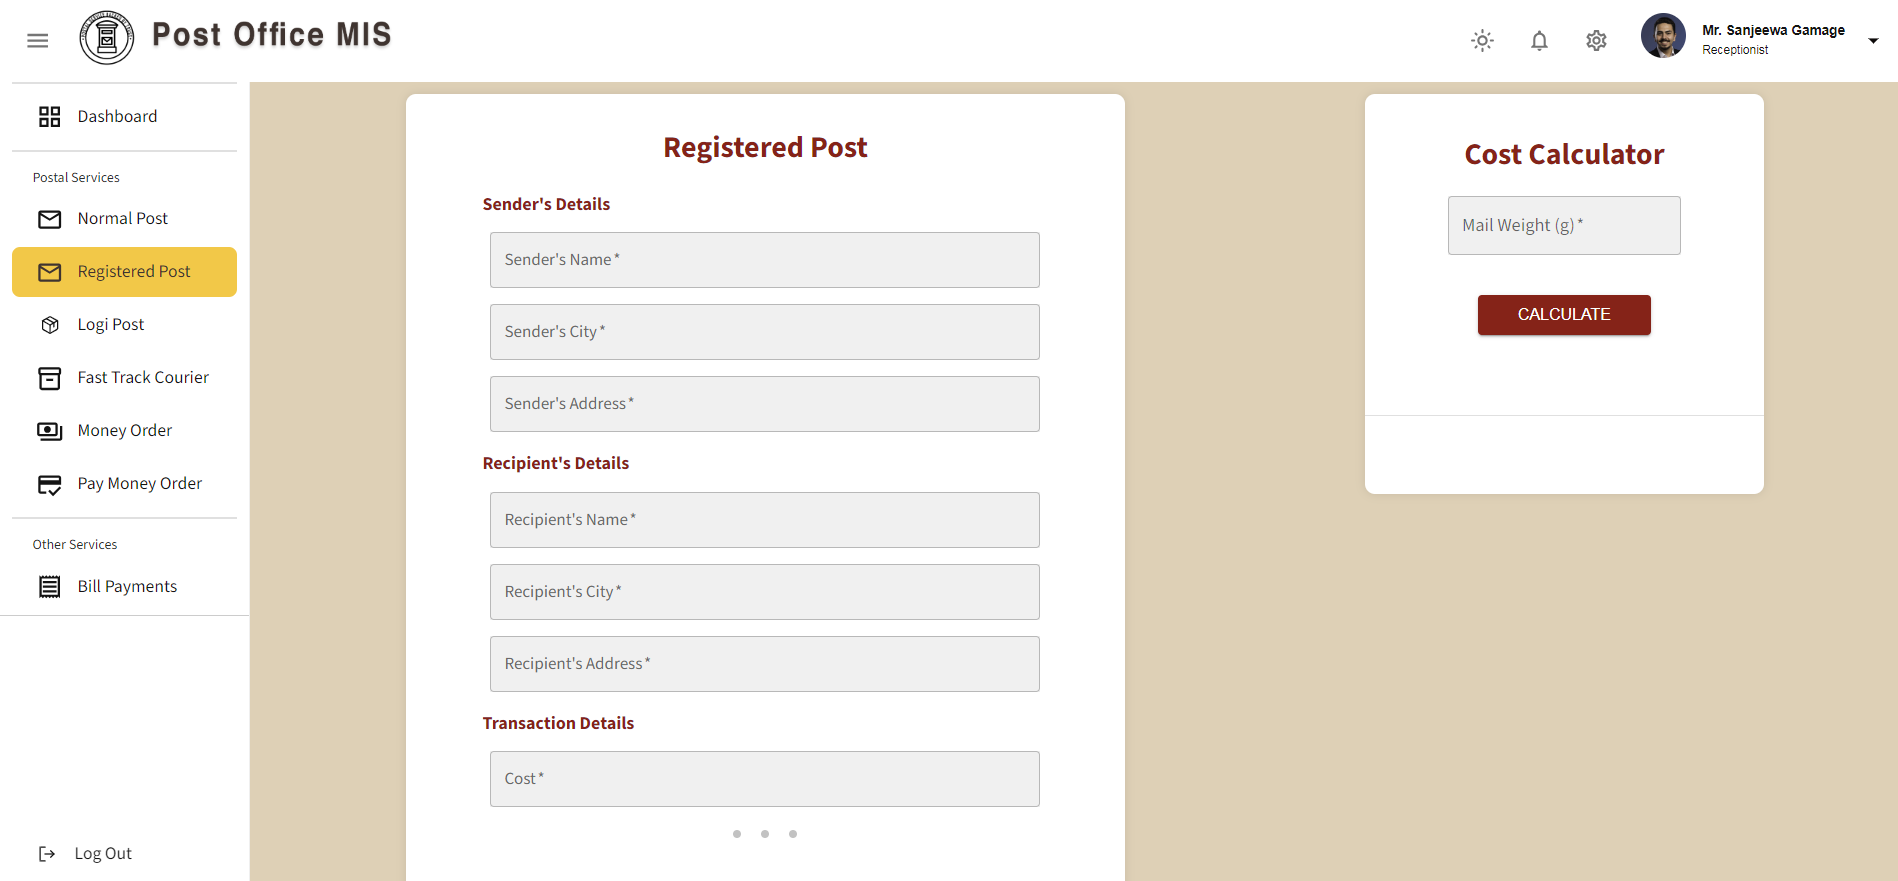 Post Office MIS
Mr. Sanjeewa Gamage
Receptionist
Dashboard
Postal Services
Normal Post
Registered Post
Logi Post
Fast Track Courier
Money Order
Pay Money Order
Other Services
Bill Payments
Log Out
Registered Post
Sender's Details
Sender's Name*
Sender's City*
Sender's Address*
Recipient's Details
Recipient's Name*
Recipient's City*
Recipient's Address*
Transaction Details
Cost*
Cost Calculator
Mail Weight (g)*
CALCULATE